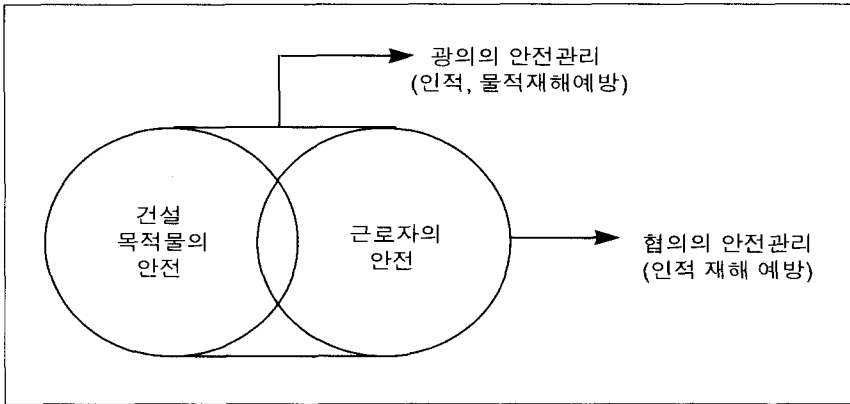 광의의 안전관리
(인적, 물적재해예방)
건설
목적물의
안전
근로자의
안전
협의의 안전관리
(인적 재해 예방)